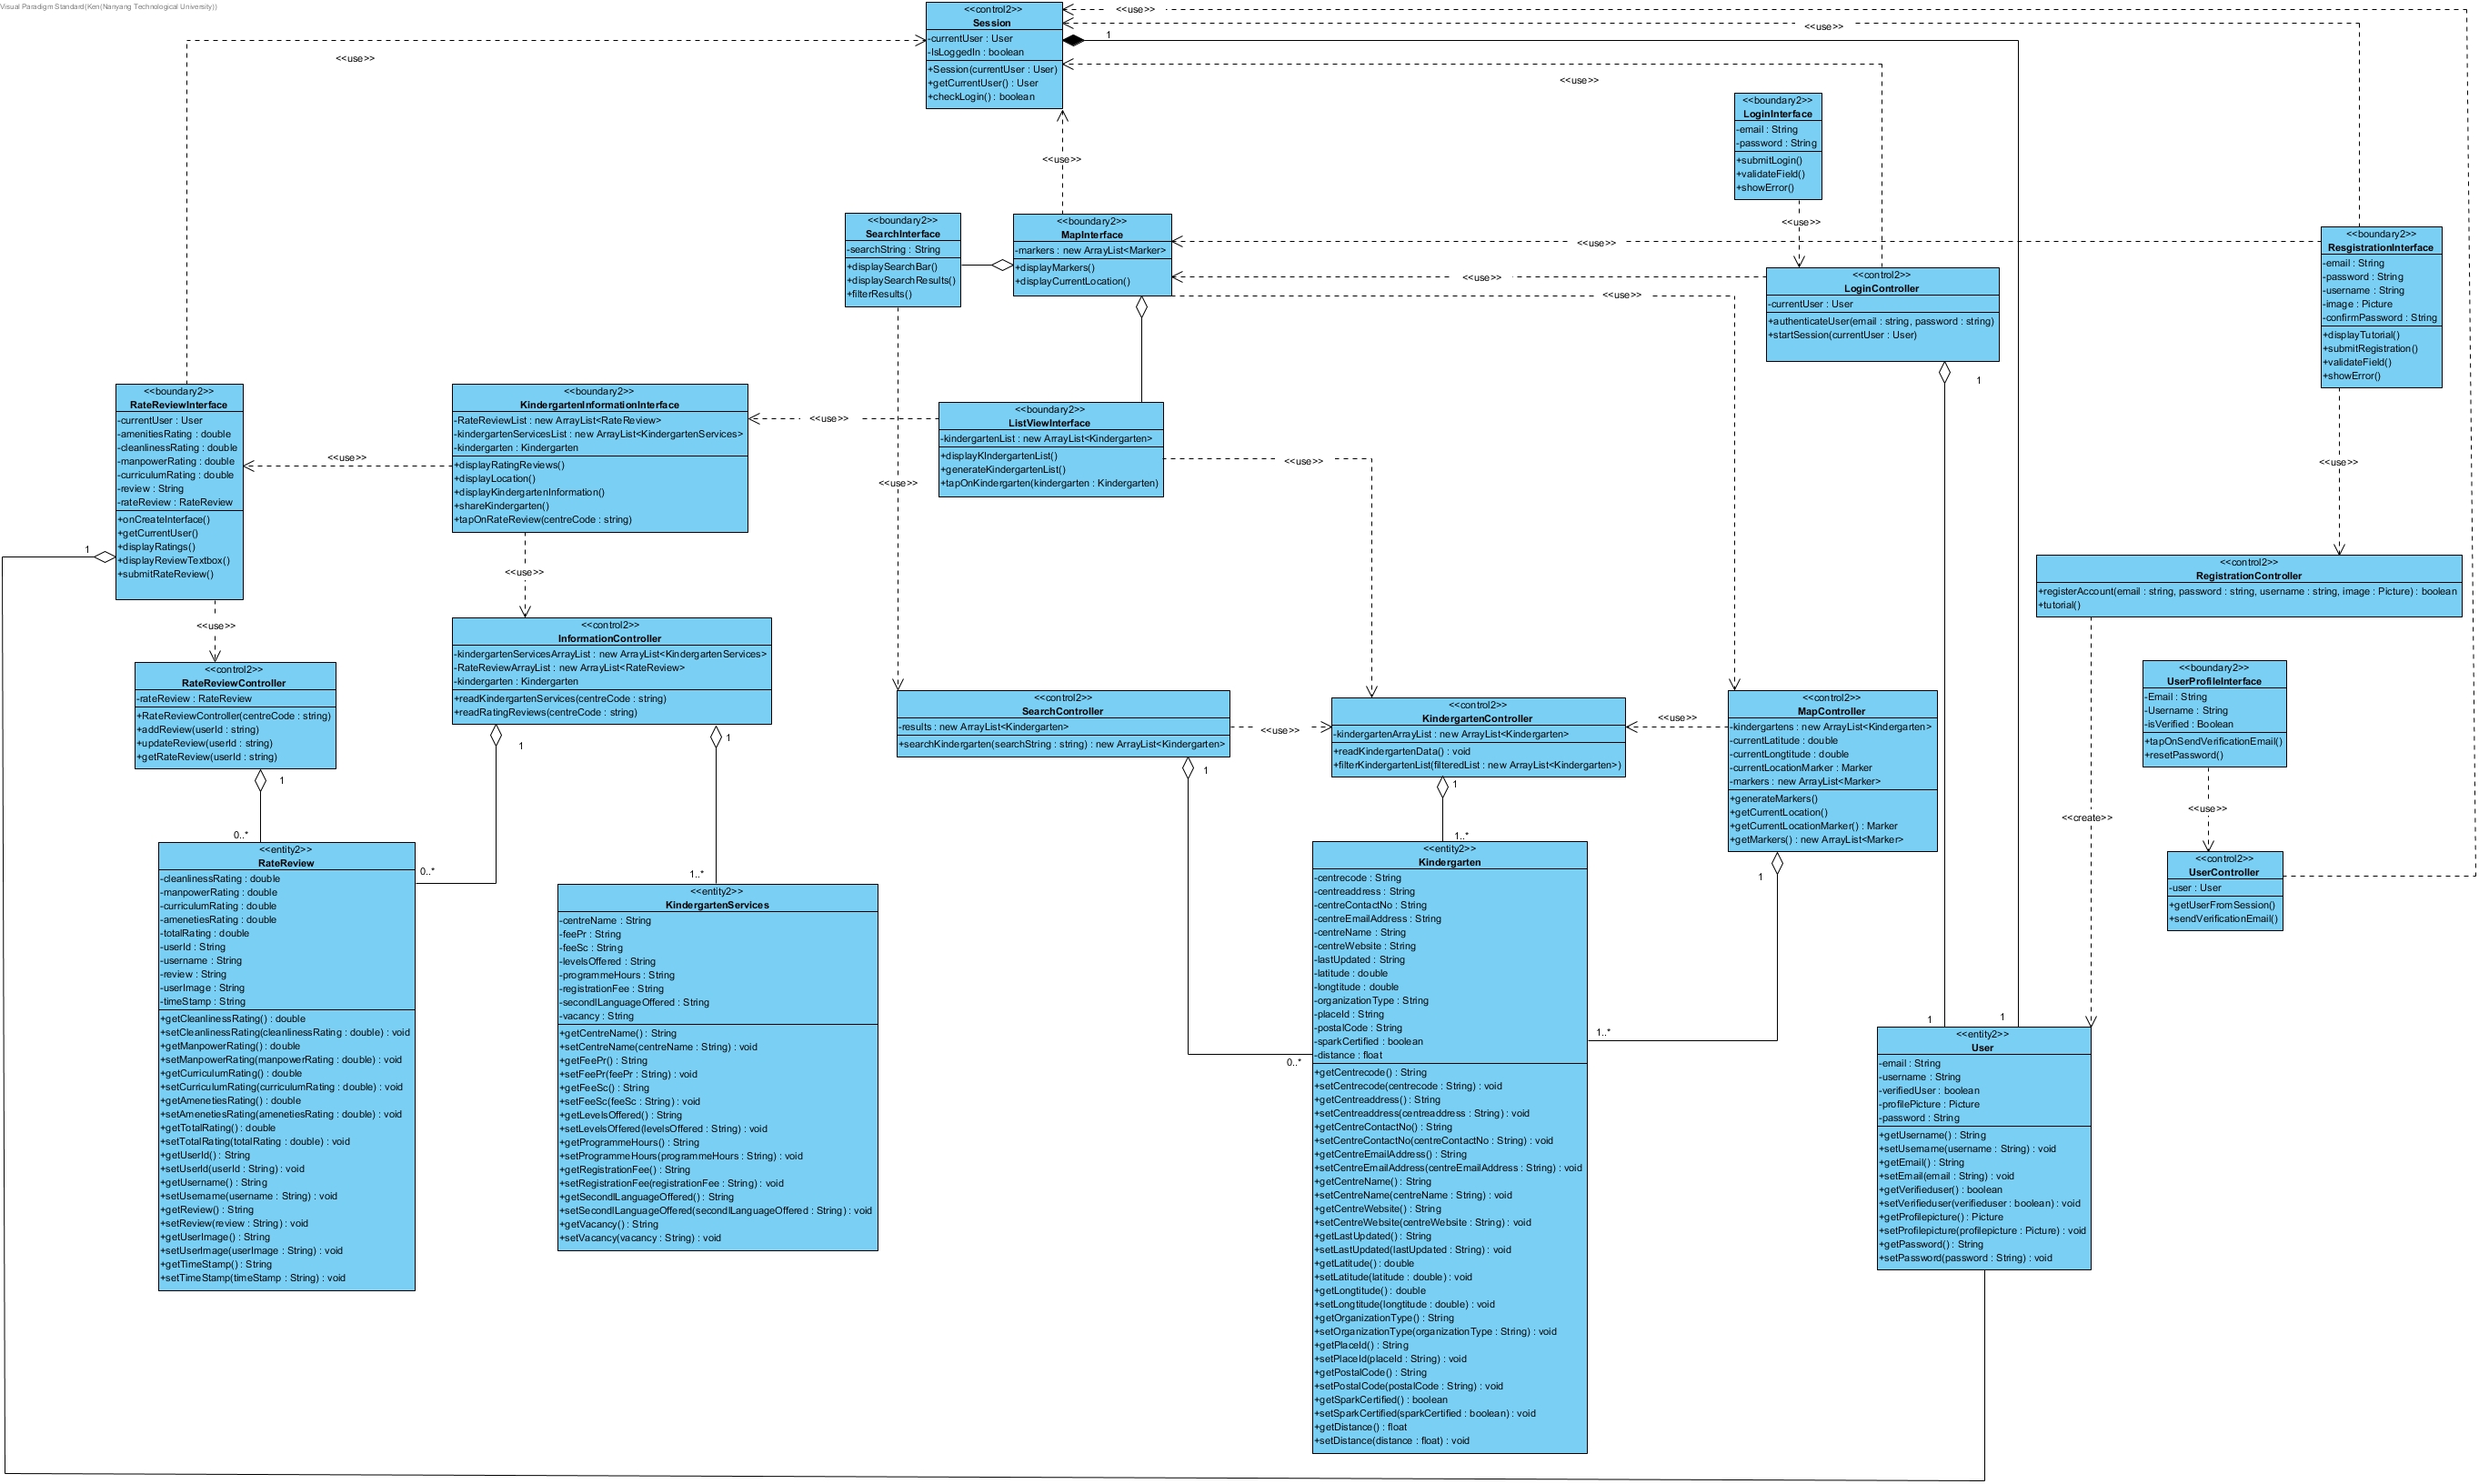 Visual Paradigm Standard(Ken(Nanyang Technological University))
<<control2>>
Session
-currentUser : User
-IsLoggedIn : boolean
+Session(currentUser : User)
+getCurrentUser() : User
+checkLogin() : boolean
<<use>>
<<use>>
1
<<use>>
<<use>>
<<use>>
<<boundary2>>
LoginInterface
-email : String
-password : String
+submitLogin()
+validateField()
+showError()
<<use>>
<<boundary2>>
SearchInterface
-searchString : String
+displaySearchBar()
+displaySearchResults()
+filterResults()
<<boundary2>>
MapInterface
-markers : new ArrayList<Marker>
+displayMarkers()
+displayCurrentLocation()
<<use>>
<<use>>
<<use>>
<<control2>>
LoginController
-currentUser : User
+authenticateUser(email : string, password : string)
+startSession(currentUser : User)
1
<<boundary2>>
ResgistrationInterface
-email : String
-password : String
-username : String
-image : Picture
-confirmPassword : String
+displayTutorial()
+submitRegistration()
+validateField()
+showError()
<<use>>
<<boundary2>>
RateReviewInterface
-currentUser : User
-amenitiesRating : double
-cleanlinessRating : double
-manpowerRating : double
-curriculumRating : double
-review : String
-rateReview : RateReview
+onCreateInterface()
+getCurrentUser()
+displayRatings()
+displayReviewTextbox()
+submitRateReview()
1
<<use>>
<<use>>
<<boundary2>>
KindergartenInformationInterface
-RateReviewList : new ArrayList<RateReview>
-kindergartenServicesList : new ArrayList<KindergartenServices>
-kindergarten : Kindergarten
+displayRatingReviews()
+displayLocation()
+displayKindergartenInformation()
+shareKindergarten()
+tapOnRateReview(centreCode : string)
<<use>>
<<use>>
<<boundary2>>
ListViewInterface
-kindergartenList : new ArrayList<Kindergarten>
+displayKIndergartenList()
+generateKindergartenList()
+tapOnKindergarten(kindergarten : Kindergarten)
<<use>>
<<use>>
<<control2>>
RegistrationController
+registerAccount(email : string, password : string, username : string, image : Picture) : boolean
+tutorial()
<<control2>>
InformationController
-kindergartenServicesArrayList : new ArrayList<KindergartenServices>
-RateReviewArrayList : new ArrayList<RateReview>
-kindergarten : Kindergarten
+readKindergartenServices(centreCode : string)
+readRatingReviews(centreCode : string)
1
1
<<control2>>
RateReviewController
-rateReview : RateReview
+RateReviewController(centreCode : string)
+addReview(userId : string)
+updateReview(userId : string)
+getRateReview(userId : string)
1
0..*
<<control2>>
SearchController
-results : new ArrayList<Kindergarten>
+searchKindergarten(searchString : string) : new ArrayList<Kindergarten>
1
<<use>>
<<control2>>
KindergartenController
-kindergartenArrayList : new ArrayList<Kindergarten>
+readKindergartenData() : void
+filterKindergartenList(filteredList : new ArrayList<Kindergarten>)
1
1..*
<<use>>
<<control2>>
MapController
-kindergartens : new ArrayList<Kindergarten>
-currentLatitude : double
-currentLongtitude : double
-currentLocationMarker : Marker
-markers : new ArrayList<Marker>
+generateMarkers()
+getCurrentLocation()
+getCurrentLocationMarker() : Marker
+getMarkers() : new ArrayList<Marker>
1
<<boundary2>>
UserProfileInterface
-Email : String
-Username : String
-isVerified : Boolean
+tapOnSendVerificationEmail()
+resetPassword()
<<use>>
<<create>>
<<control2>>
UserController
-user : User
+getUserFromSession()
+sendVerificationEmail()
<<entity2>>
RateReview
-cleanlinessRating : double
-manpowerRating : double
-curriculumRating : double
-amenetiesRating : double
-totalRating : double
-userId : String
-username : String
-review : String
-userImage : String
-timeStamp : String
+getCleanlinessRating() : double
+setCleanlinessRating(cleanlinessRating : double) : void
+getManpowerRating() : double
+setManpowerRating(manpowerRating : double) : void
+getCurriculumRating() : double
+setCurriculumRating(curriculumRating : double) : void
+getAmenetiesRating() : double
+setAmenetiesRating(amenetiesRating : double) : void
+getTotalRating() : double
+setTotalRating(totalRating : double) : void
+getUserId() : String
+setUserId(userId : String) : void
+getUsername() : String
+setUsername(username : String) : void
+getReview() : String
+setReview(review : String) : void
+getUserImage() : String
+setUserImage(userImage : String) : void
+getTimeStamp() : String
+setTimeStamp(timeStamp : String) : void
0..*
1..*
<<entity2>>
KindergartenServices
-centreName : String
-feePr : String
-feeSc : String
-levelsOffered : String
-programmeHours : String
-registrationFee : String
-secondlLanguageOffered : String
-vacancy : String
+getCentreName() : String
+setCentreName(centreName : String) : void
+getFeePr() : String
+setFeePr(feePr : String) : void
+getFeeSc() : String
+setFeeSc(feeSc : String) : void
+getLevelsOffered() : String
+setLevelsOffered(levelsOffered : String) : void
+getProgrammeHours() : String
+setProgrammeHours(programmeHours : String) : void
+getRegistrationFee() : String
+setRegistrationFee(registrationFee : String) : void
+getSecondlLanguageOffered() : String
+setSecondlLanguageOffered(secondlLanguageOffered : String) : void
+getVacancy() : String
+setVacancy(vacancy : String) : void
<<entity2>>
Kindergarten
-centrecode : String
-centreaddress : String
-centreContactNo : String
-centreEmailAddress : String
-centreName : String
-centreWebsite : String
-lastUpdated : String
-latitude : double
-longtitude : double
-organizationType : String
-placeId : String
-postalCode : String
-sparkCertified : boolean
-distance : float
+getCentrecode() : String
+setCentrecode(centrecode : String) : void
+getCentreaddress() : String
+setCentreaddress(centreaddress : String) : void
+getCentreContactNo() : String
+setCentreContactNo(centreContactNo : String) : void
+getCentreEmailAddress() : String
+setCentreEmailAddress(centreEmailAddress : String) : void
+getCentreName() : String
+setCentreName(centreName : String) : void
+getCentreWebsite() : String
+setCentreWebsite(centreWebsite : String) : void
+getLastUpdated() : String
+setLastUpdated(lastUpdated : String) : void
+getLatitude() : double
+setLatitude(latitude : double) : void
+getLongtitude() : double
+setLongtitude(longtitude : double) : void
+getOrganizationType() : String
+setOrganizationType(organizationType : String) : void
+getPlaceId() : String
+setPlaceId(placeId : String) : void
+getPostalCode() : String
+setPostalCode(postalCode : String) : void
+getSparkCertified() : boolean
+setSparkCertified(sparkCertified : boolean) : void
+getDistance() : float
+setDistance(distance : float) : void
0..*
1..*
1
1
<<entity2>>
User
-email : String
-username : String
-verifiedUser : boolean
-profilePicture : Picture
-password : String
+getUsername() : String
+setUsername(username : String) : void
+getEmail() : String
+setEmail(email : String) : void
+getVerifieduser() : boolean
+setVerifieduser(verifieduser : boolean) : void
+getProfilepicture() : Picture
+setProfilepicture(profilepicture : Picture) : void
+getPassword() : String
+setPassword(password : String) : void